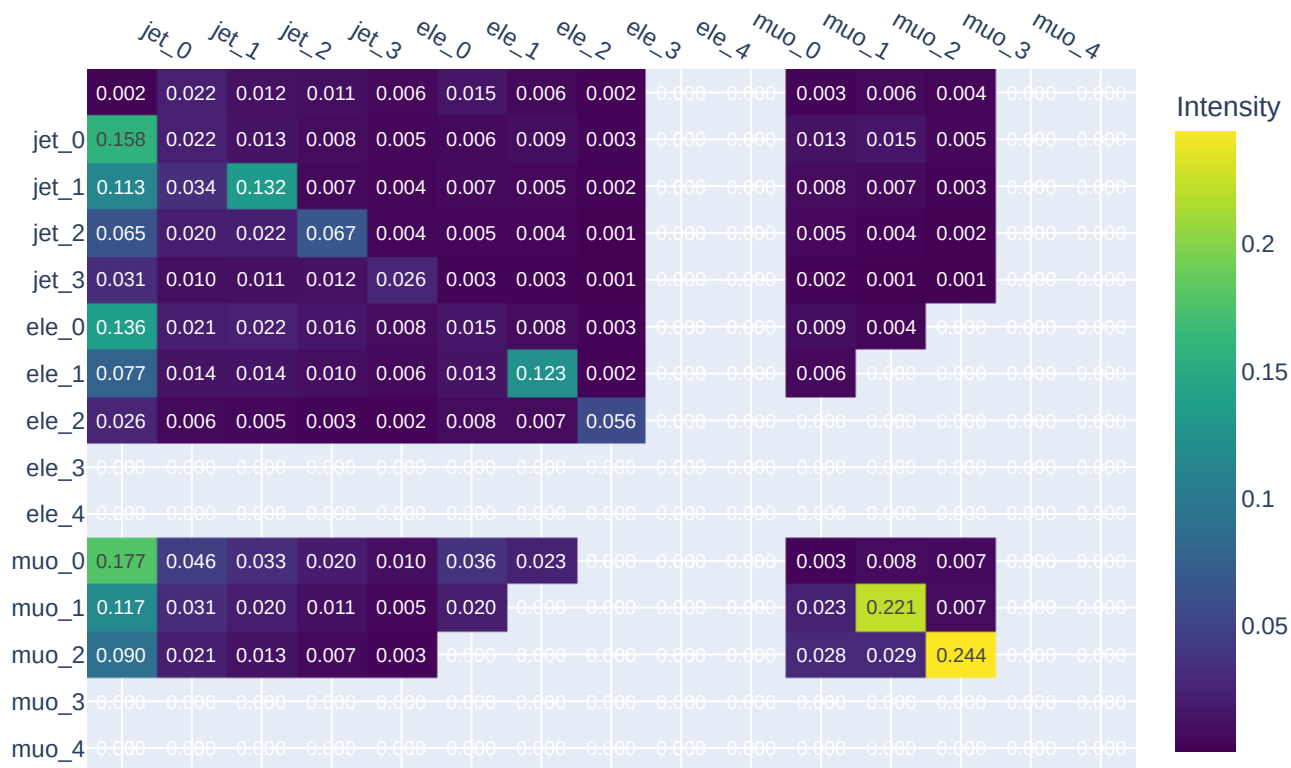 jet_0 jet_1 jet_2 jet_3 ele_0 ele_1 ele_2 ele_3 ele_4 muo_0 muo_1 muo_2 muo_3 muo_4
0.002 0.022 0.012 0.011 0.006 0.015 0.006 0.002 0.000 0.000 0.003 0.006 0.004 0.000 0.000
Intensity
jet_0 0.158 0.022 0.013 0.008 0.005 0.006 0.009 0.003 0.013 0.015 0.005
jet_1 0.113 0.034 0.132 0.007 0.004 0.007 0.005 0.002 0.008 0.007 0.003
jet_2 0.065 0.020 0.022 0.067 0.004 0.005 0.004 0.001 0.005 0.004 0.002
0.2
jet_3 0.031 0.010 0.011 0.012 0.026 0.003 0.003 0.001 0.000 0.000 0.002 0.001 0.001 0.000 0.000
ele_0 0.136 0.021 0.022 0.016 0.008 0.015 0.008 0.003 0.000 0.000 0.009 0.004 0.000 0.000 0.000
ele_1 0.077 0.014 0.014 0.010 0.006 0.013 0.123 0.002 0.000 0.000 0.006 0.000 0.000 0.000 0.000
0.15
ele_2 0.026 0.006 0.005 0.003 0.002 0.008 0.007 0.056 0.000 0.000 0.000 0.000 0.000 0.000 0.000
ele_3 0.000 0.000 0.000 0.000 0.000 0.000 0.000 0.000 0.000 0.000 0.000 0.000 0.000 0.000 0.000
0.1
ele_4 0.000 0.000 0.000 0.000 0.000 0.000 0.000 0.000 0.000 0.000 0.000 0.000 0.000 0.000 0.000
muo_0 0.177 0.046 0.033 0.020 0.010 0.036 0.023 0.000 0.000 0.000 0.003 0.008 0.007 0.000 0.000
muo_1 0.117 0.031 0.020 0.011 0.005 0.020 0.000 0.000 0.000 0.000 0.023 0.221 0.007 0.000 0.000
0.05
muo_2 0.090 0.021 0.013 0.007 0.003 0.000 0.000 0.000 0.000 0.000 0.028 0.029 0.244 0.000 0.000
muo_3 0.000 0.000 0.000 0.000 0.000 0.000 0.000 0.000 0.000 0.000 0.000 0.000 0.000 0.000 0.000
muo_4 0.000 0.000 0.000 0.000 0.000 0.000 0.000 0.000 0.000 0.000 0.000 0.000 0.000 0.000 0.000